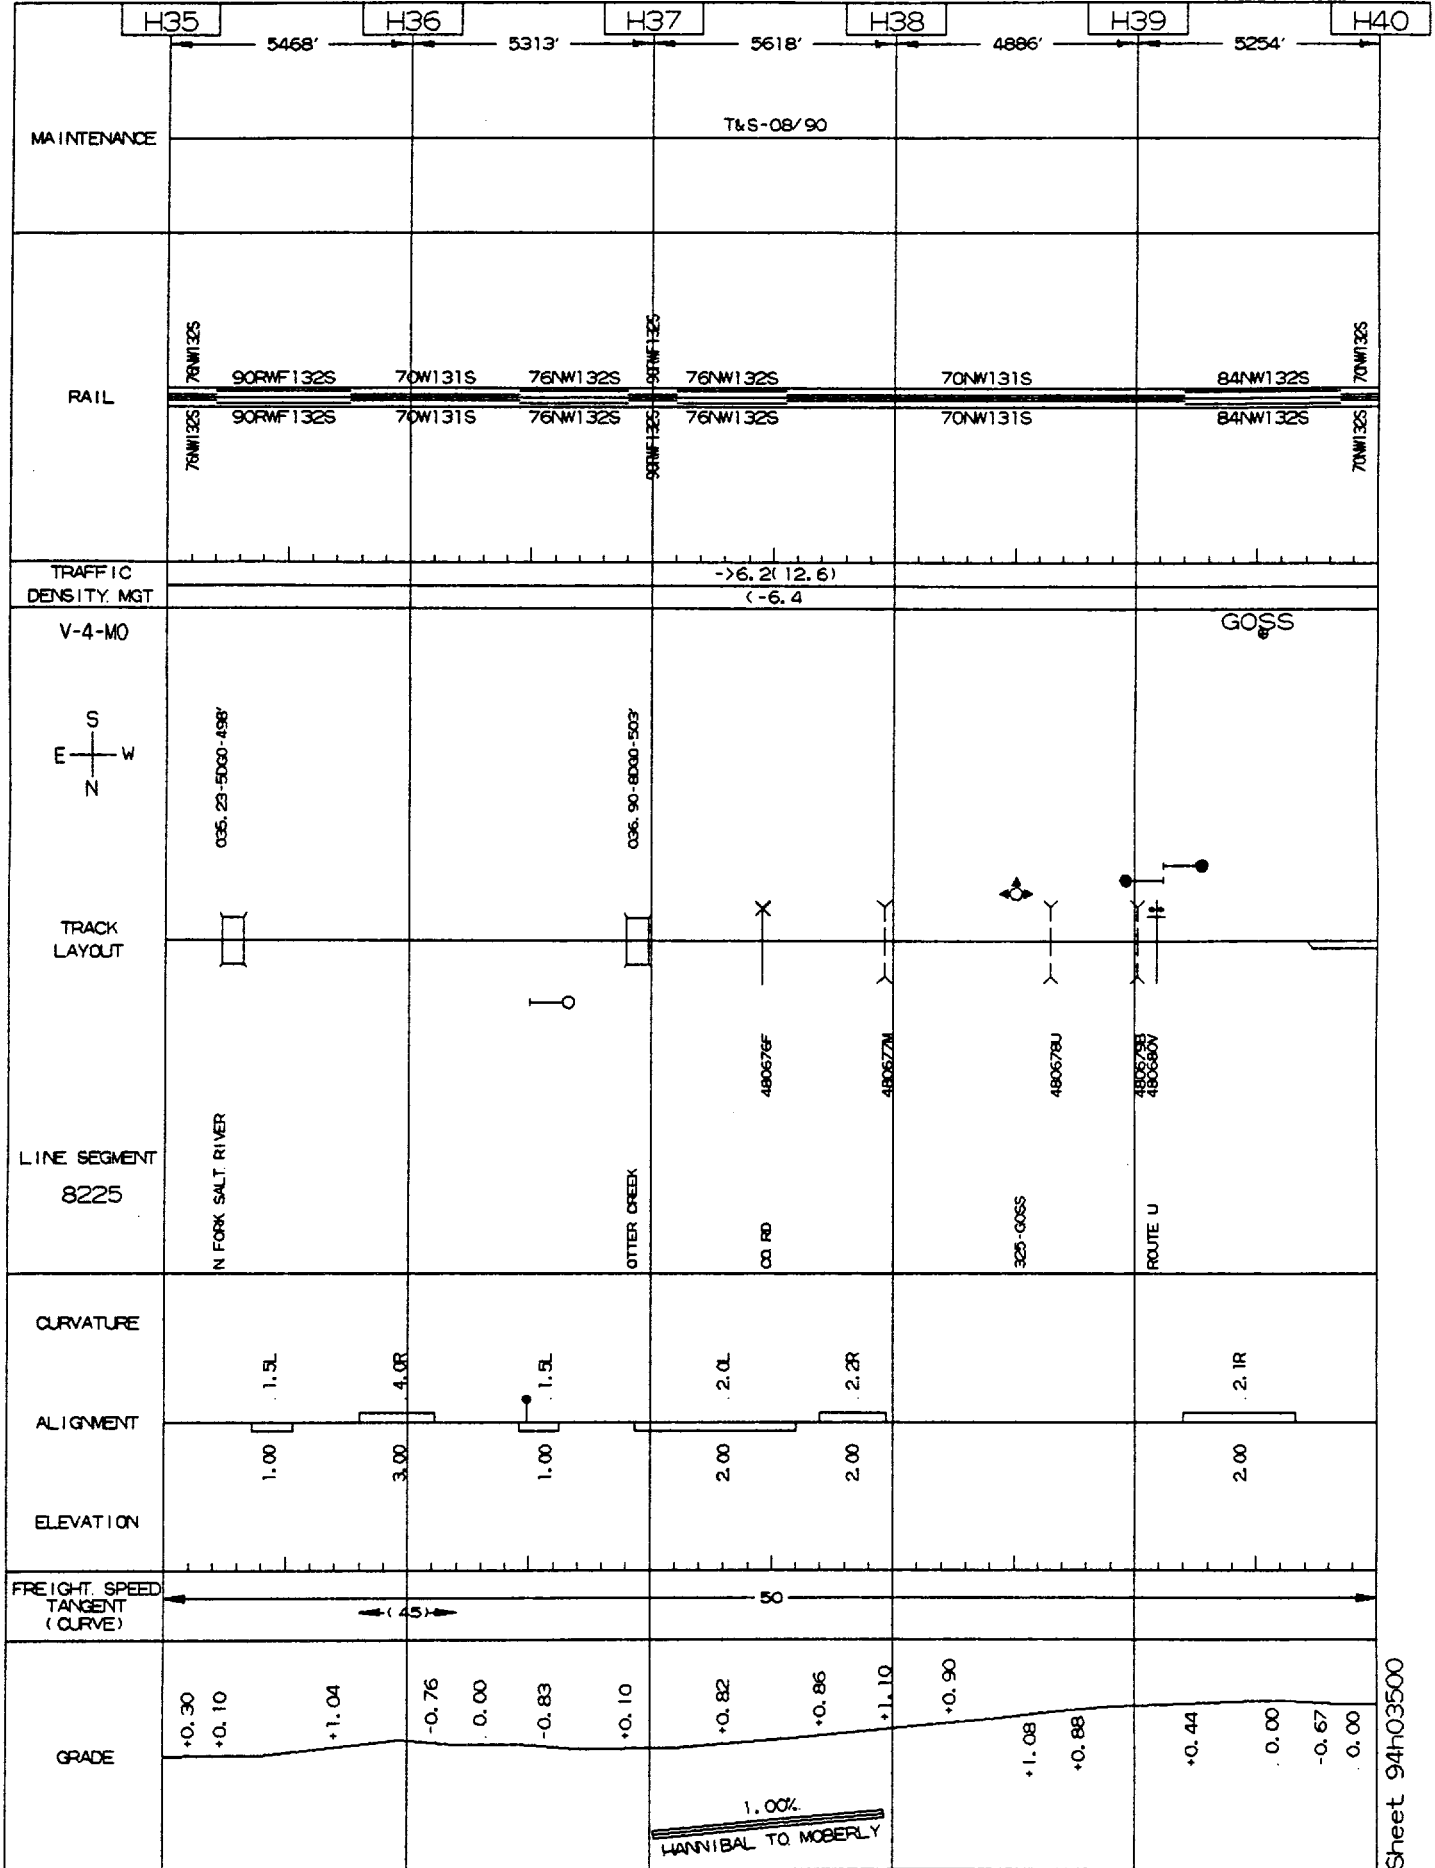 H35 H36 H37 H38 H39 H40
5468' 5313' 5618' 4886' 5254'
MAINTENANCE
T&S-08/90
RAIL
76NW132S 90RWF132S 70W131S 76NW132S 90RWF132S 76NW132S 70NW131S 84NW132S 70NW132S
76NW132S 90RWF132S 70W131S 76NW132S 90RWF132S 76NW132S 70NW131S 84NW132S 70NW132S
TRAFFIC
DENSITY. MGT
->6.2(12.6)
<-6.4
V-4-MO
GOSS
S
E W
N
035.23-5DGO-498'
036.90-8DGO-503'
TRACK
LAYOUT
480676F
480677M
480678U
480679B
480680V
LINE SEGMENT
8225
N FORK SALT. RIVER
OTTER CREEK
CO. RD
325-GOSS
ROUTE U
CURVATURE
1.5L 4.0R 1.5L 2.0L 2.2R 2.1R
ALIGNMENT
1.00 3.00 1.00 2.00 2.00 2.00
ELEVATION
FREIGHT. SPEED
TANGENT
(CURVE)
50
(45)
GRADE
+0.30 +0.10 +1.04 -0.76 0.00 -0.83 +0.10 +0.82 +0.86 +1.10 +0.90
+1.08 +0.88 +0.44 0.00 -0.67 0.00
1.00%
HANNIBAL TO. MOBERLY
Sheet 94h03500